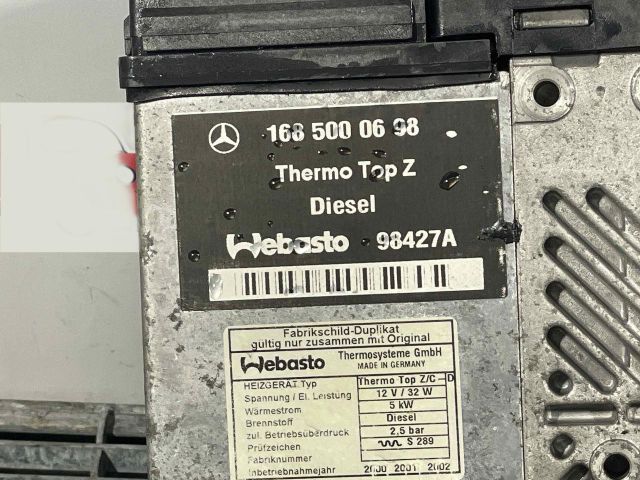 168 500 0698
Thermo Top Z
Diesel
Webasto 98427A
Fabrikschild-Duplikat
gültig nur zusammen mit Original
Webasto Thermosysteme GmbH
MADE IN GERMANY
HEIZGERÄT Typ Thermo Top Z/C - D
Spannung / El. Leistung 12 V / 32 W
Wärmestrom 5 kW
Brennstoff Diesel
zul. Betriebsüberdruck 2,5 bar
Prüfzeichen S 289
Fabriknummer
Inbetriebnahmejahr 2000 2001 2002